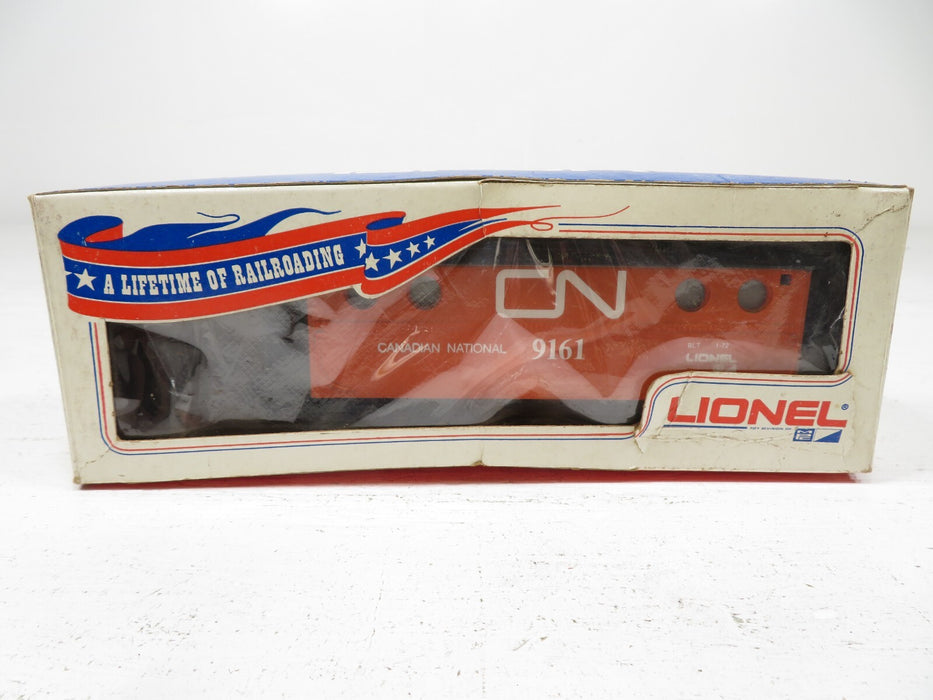 A LIFETIME OF RAILROADING
CN
CANADIAN NATIONAL 9161
BLT 1-72
LIONEL
LIONEL®